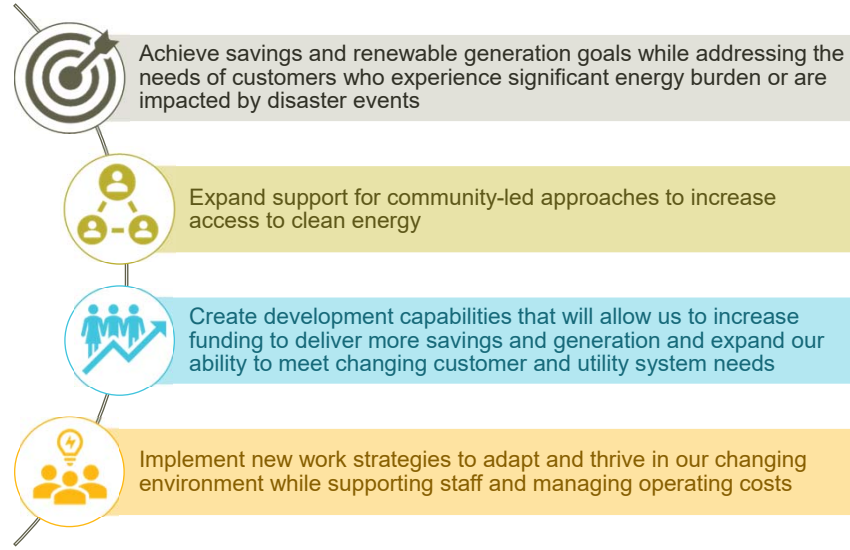 Achieve savings and renewable generation goals while addressing the
needs of customers who experience significant energy burden or are
impacted by disaster events
Expand support for community-led approaches to increase
access to clean energy
Create development capabilities that will allow us to increase
funding to deliver more savings and generation and expand our
ability to meet changing customer and utility system needs
Implement new work strategies to adapt and thrive in our changing
environment while supporting staff and managing operating costs